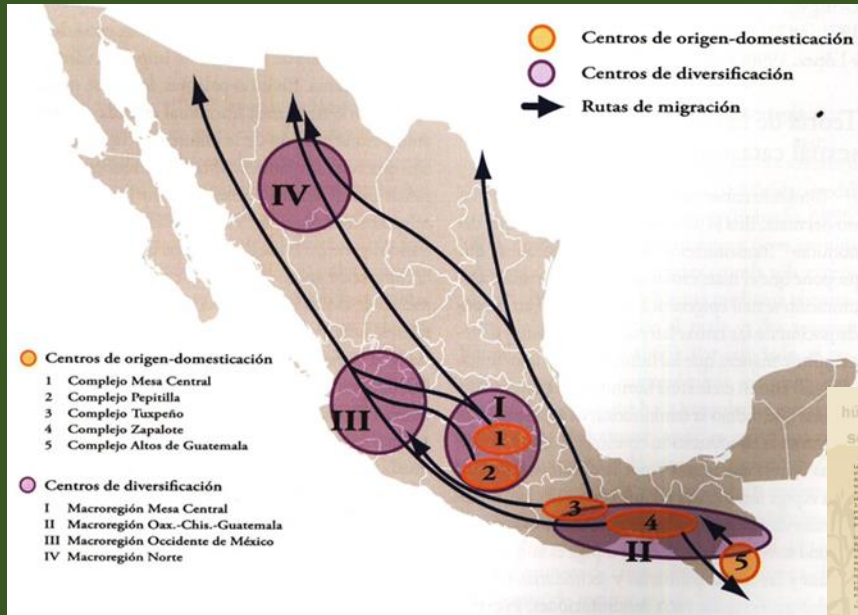 Centros de origen-domesticación
Centros de diversificación
Rutas de migración
IV
III
I
1
2
3
4
II
5
Centros de origen-domesticación
1 Complejo Mesa Central
2 Complejo Pepitilla
3 Complejo Tuxpeño
4 Complejo Zapalote
5 Complejo Altos de Guatemala
Centros de diversificación
I Macroregión Mesa Central
II Macroregión Oax.-Chis.-Guatemala
III Macroregión Occidente de México
IV Macroregión Norte